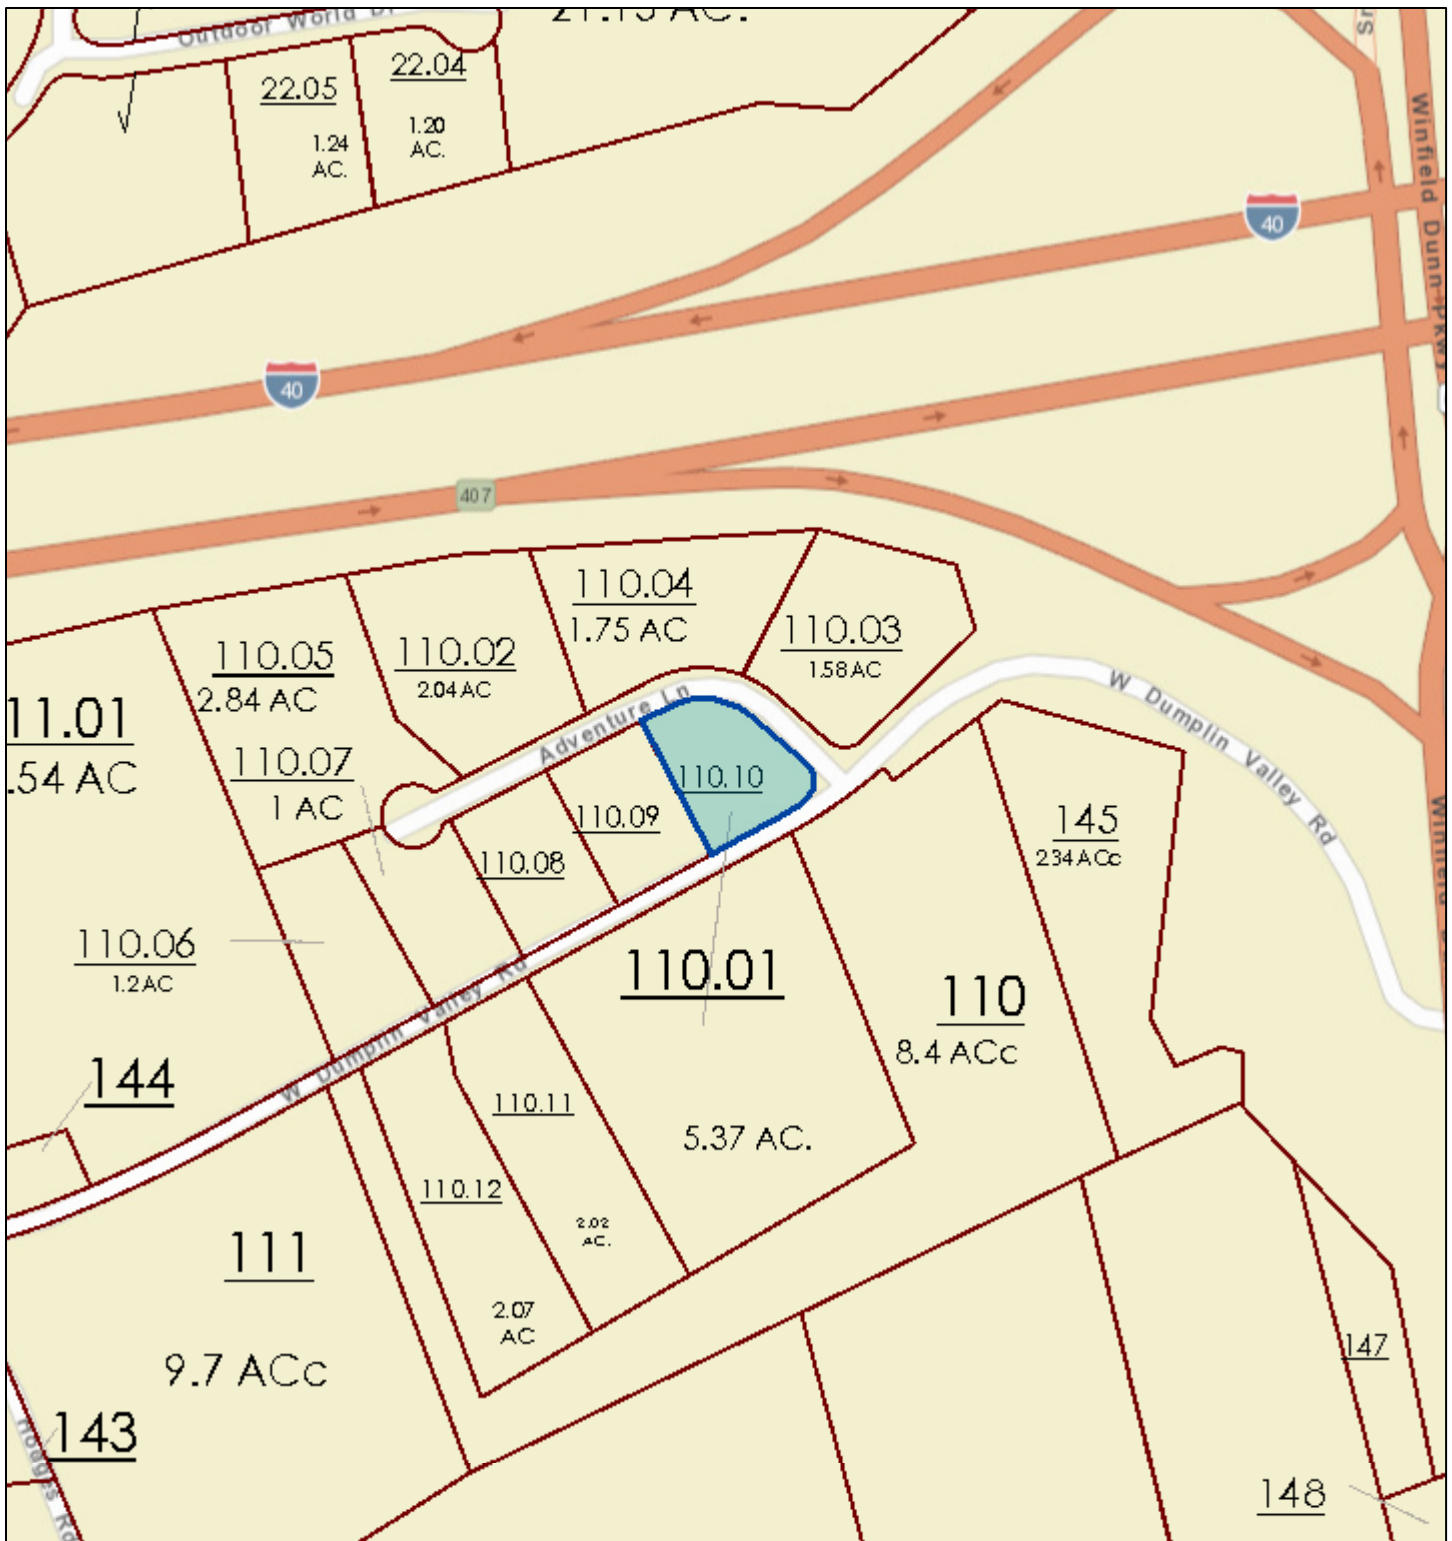 Outdoor World
22.05
22.04
1.24
AC.
1.20
AC.
Winfield Dunn Pkwy
40
40
407
110.04
1.75 AC
110.03
1.58 AC
110.05
2.84 AC
110.02
2.04 AC
Adventure Ln
W Dumplin Valley Rd
11.01
.54 AC
110.07
1 AC
110.10
110.09
110.08
145
2.34 ACc
110.06
1.2 AC
110.01
110
8.4 ACc
W Dumplin Valley Rd
144
110.11
5.37 AC.
110.12
2.02
AC.
111
2.07
AC
9.7 ACc
147
143
Hodges Rd
148